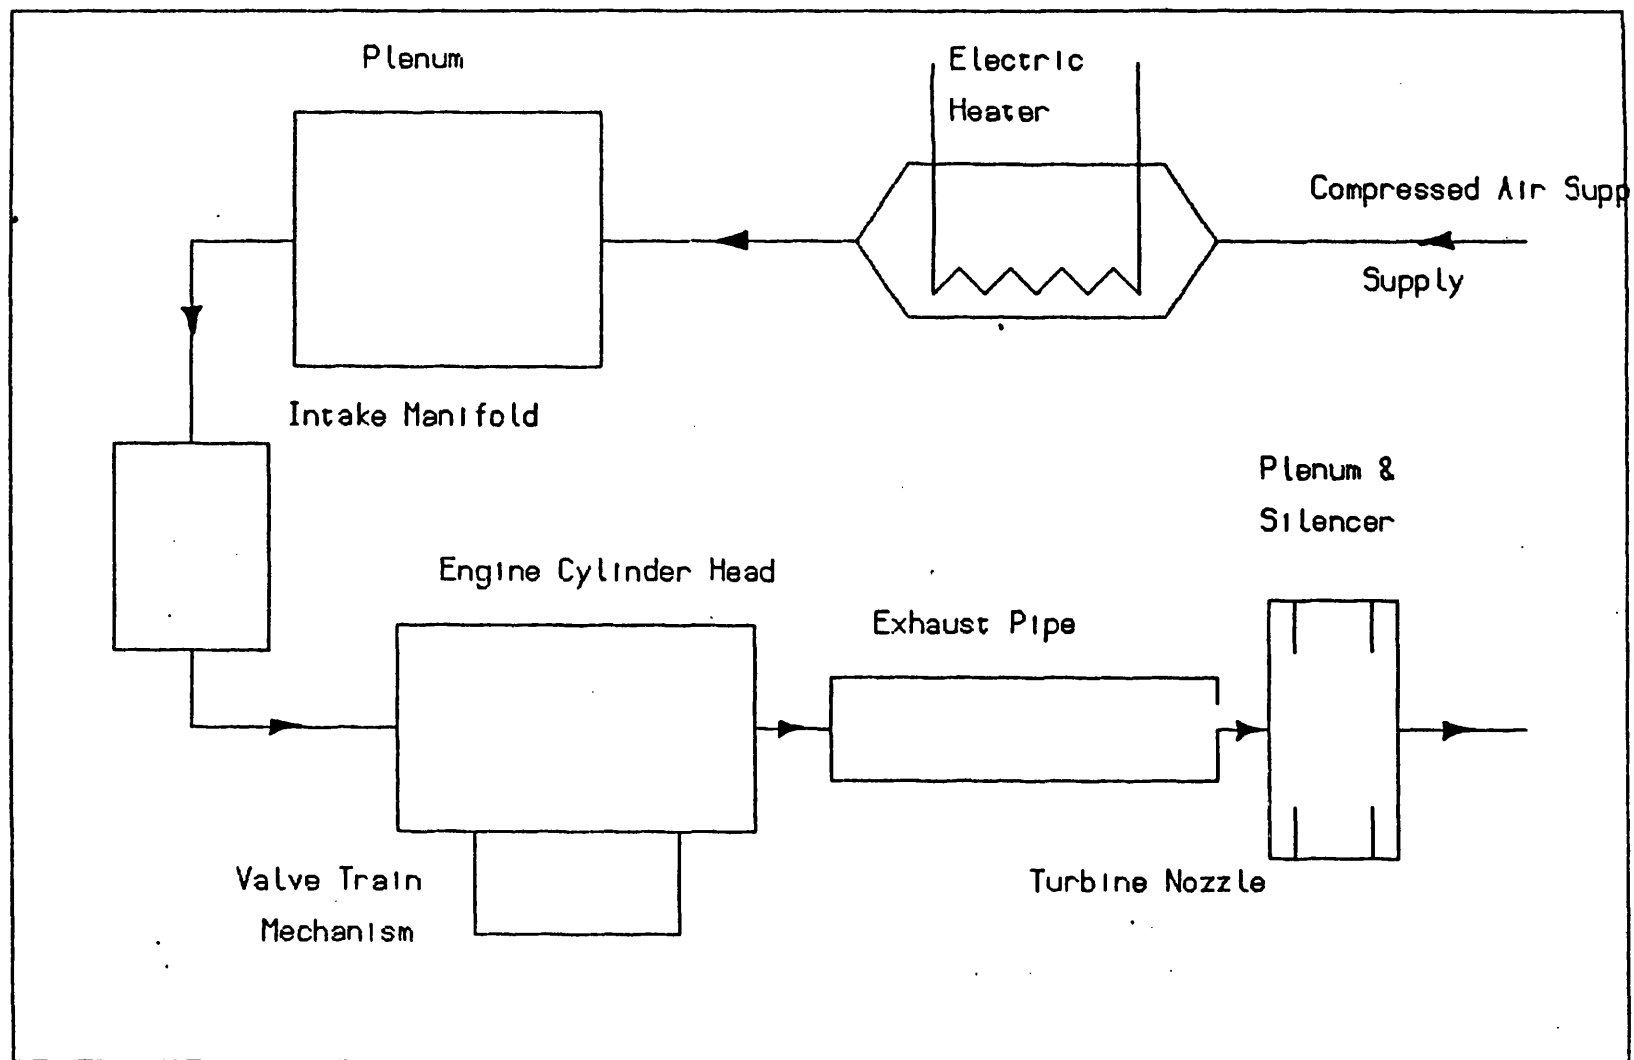 Plenum
Electric
Heater
Compressed Air Supp
Supply
Intake Manifold
Plenum &
Silencer
Engine Cylinder Head
Exhaust Pipe
Valve Train
Mechanism
Turbine Nozzle